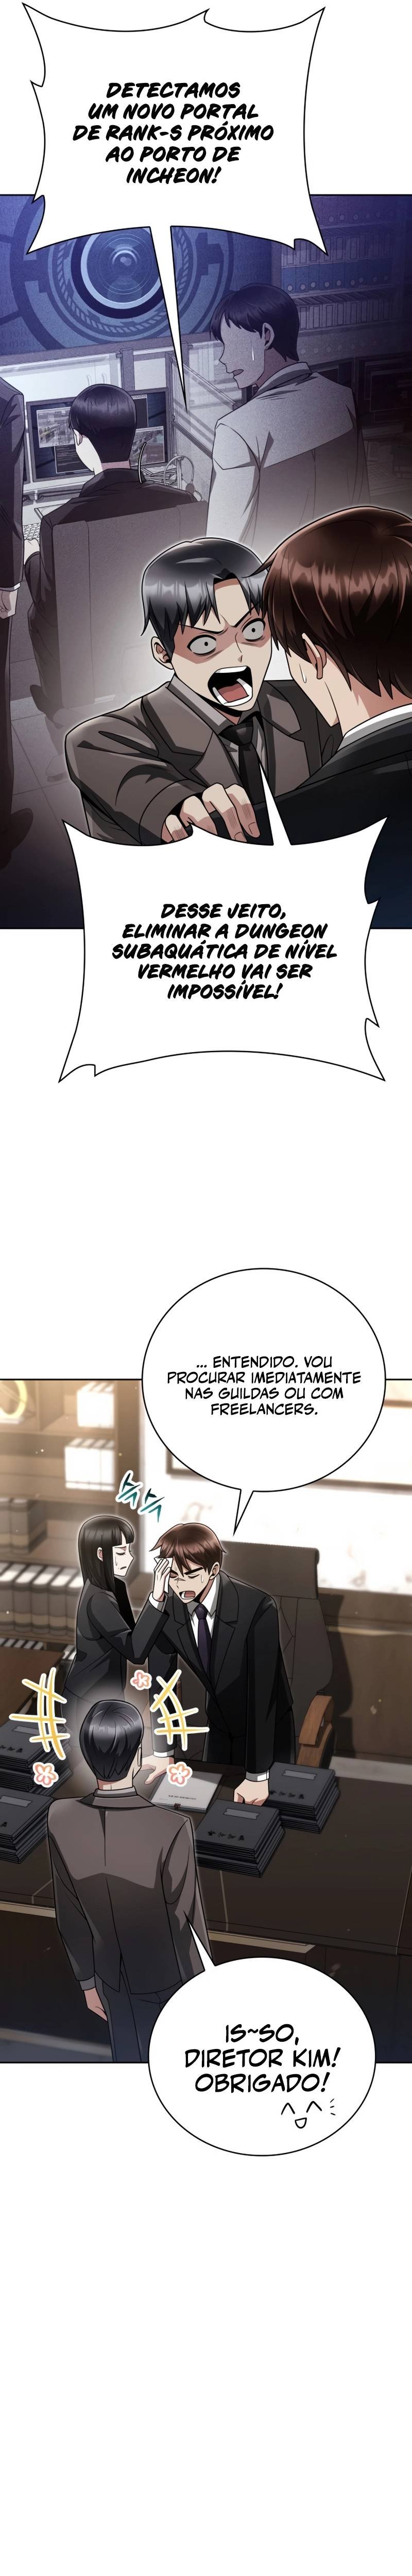 DETECTAMOS
UM NOVO PORTAL
DE RANK-S PRÓXIMO
AO PORTO DE
INCHEON!
DESSE JEITO,
ELIMINAR A DUNGEON
SUBAQUÁTICA DE NÍVEL
VERMELHO VAI SER
IMPOSSÍVEL!
... ENTENDIDO. VOU
PROCURAR IMEDIATAMENTE
NAS GUILDAS OU COM
FREELANCERS.
IS~SO,
DIRETOR KIM!
OBRIGADO!